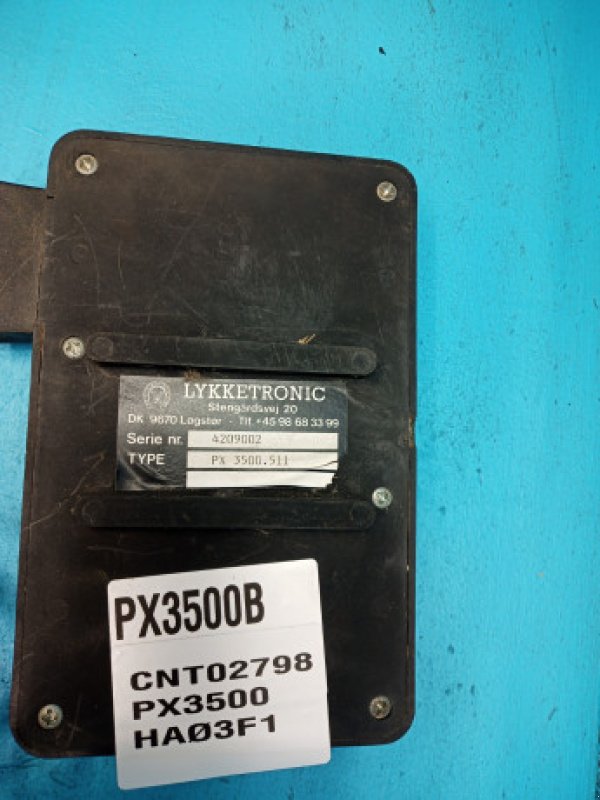 LYKKETRONIC
Stengårdsvej 20
DK 9670 Løgstør - Tlf. +45 98 68 33 99
Serie nr. 4209002
TYPE PX 3500.511
PX3500B
CNT02798
PX3500
HAØ3F1